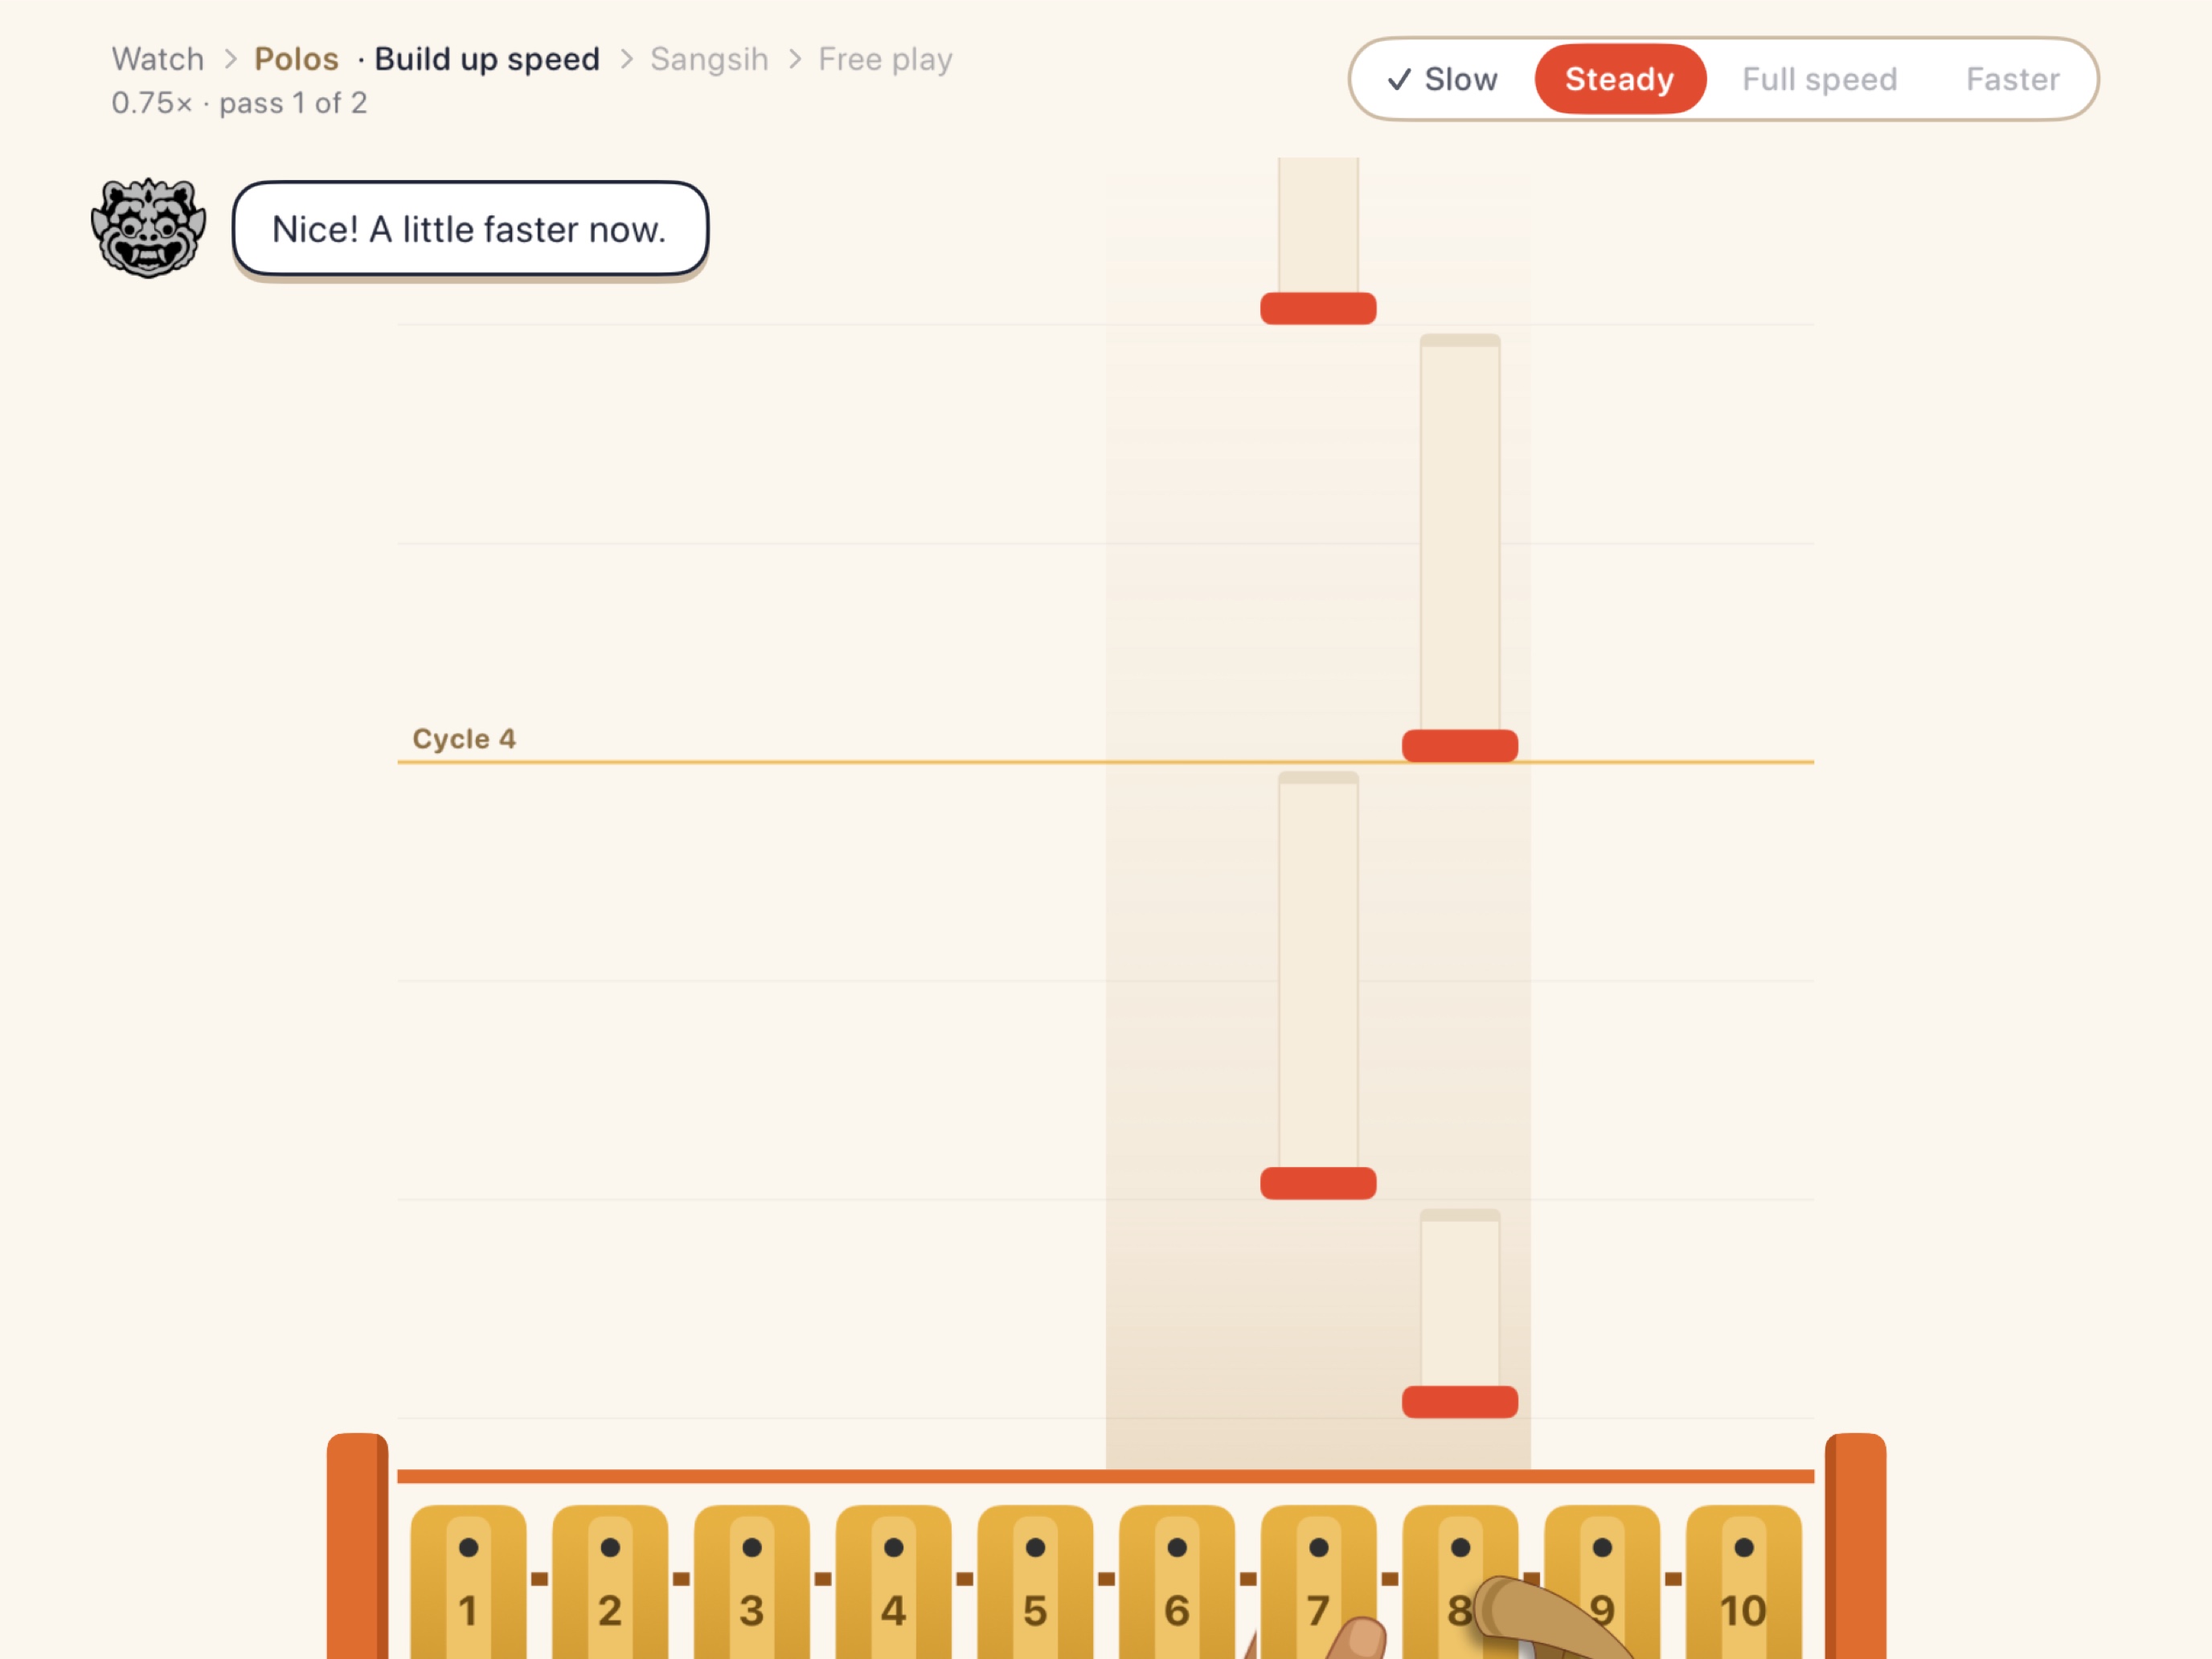 Watch > Polos · Build up speed > Sangsih > Free play
0.75× · pass 1 of 2
✓ Slow Steady Full speed Faster
Nice! A little faster now.
Cycle 4
1 2 3 4 5 6 7 8 9 10